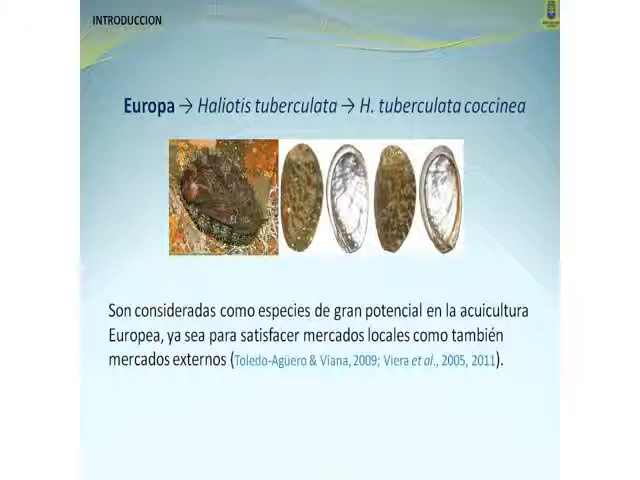 INTRODUCCION
Europa → Haliotis tuberculata → H. tuberculata coccinea
Son consideradas como especies de gran potencial en la acuicultura
Europea, ya sea para satisfacer mercados locales como también
mercados externos (Toledo-Agüero & Viana, 2009; Viera et al., 2005, 2011).